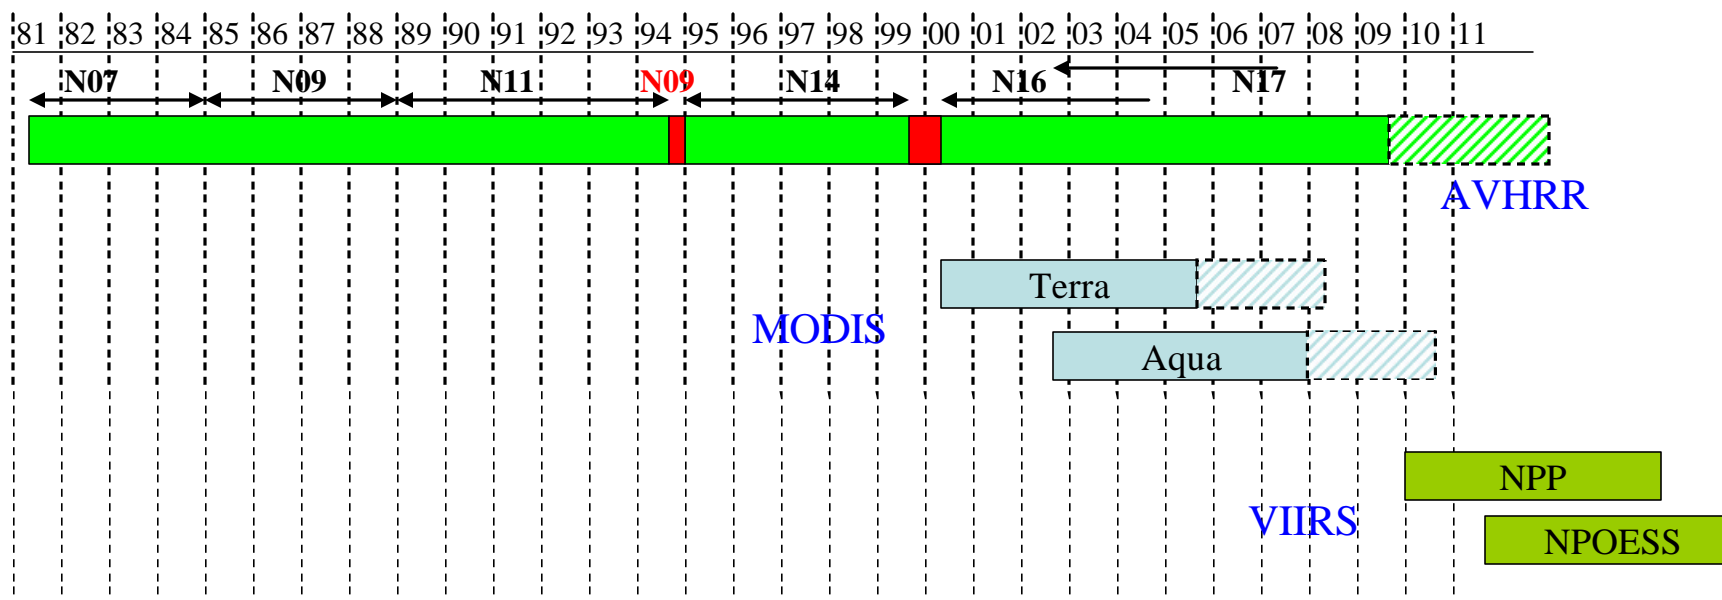 81 82 83 84 85 86 87 88 89 90 91 92 93 94 95 96 97 98 99 00 01 02 03 04 05 06 07 08 09 10 11
N07 N09 N11 N09 N14 N16 N17
AVHRR
Terra
MODIS
Aqua
NPP
VIIRS
NPOESS